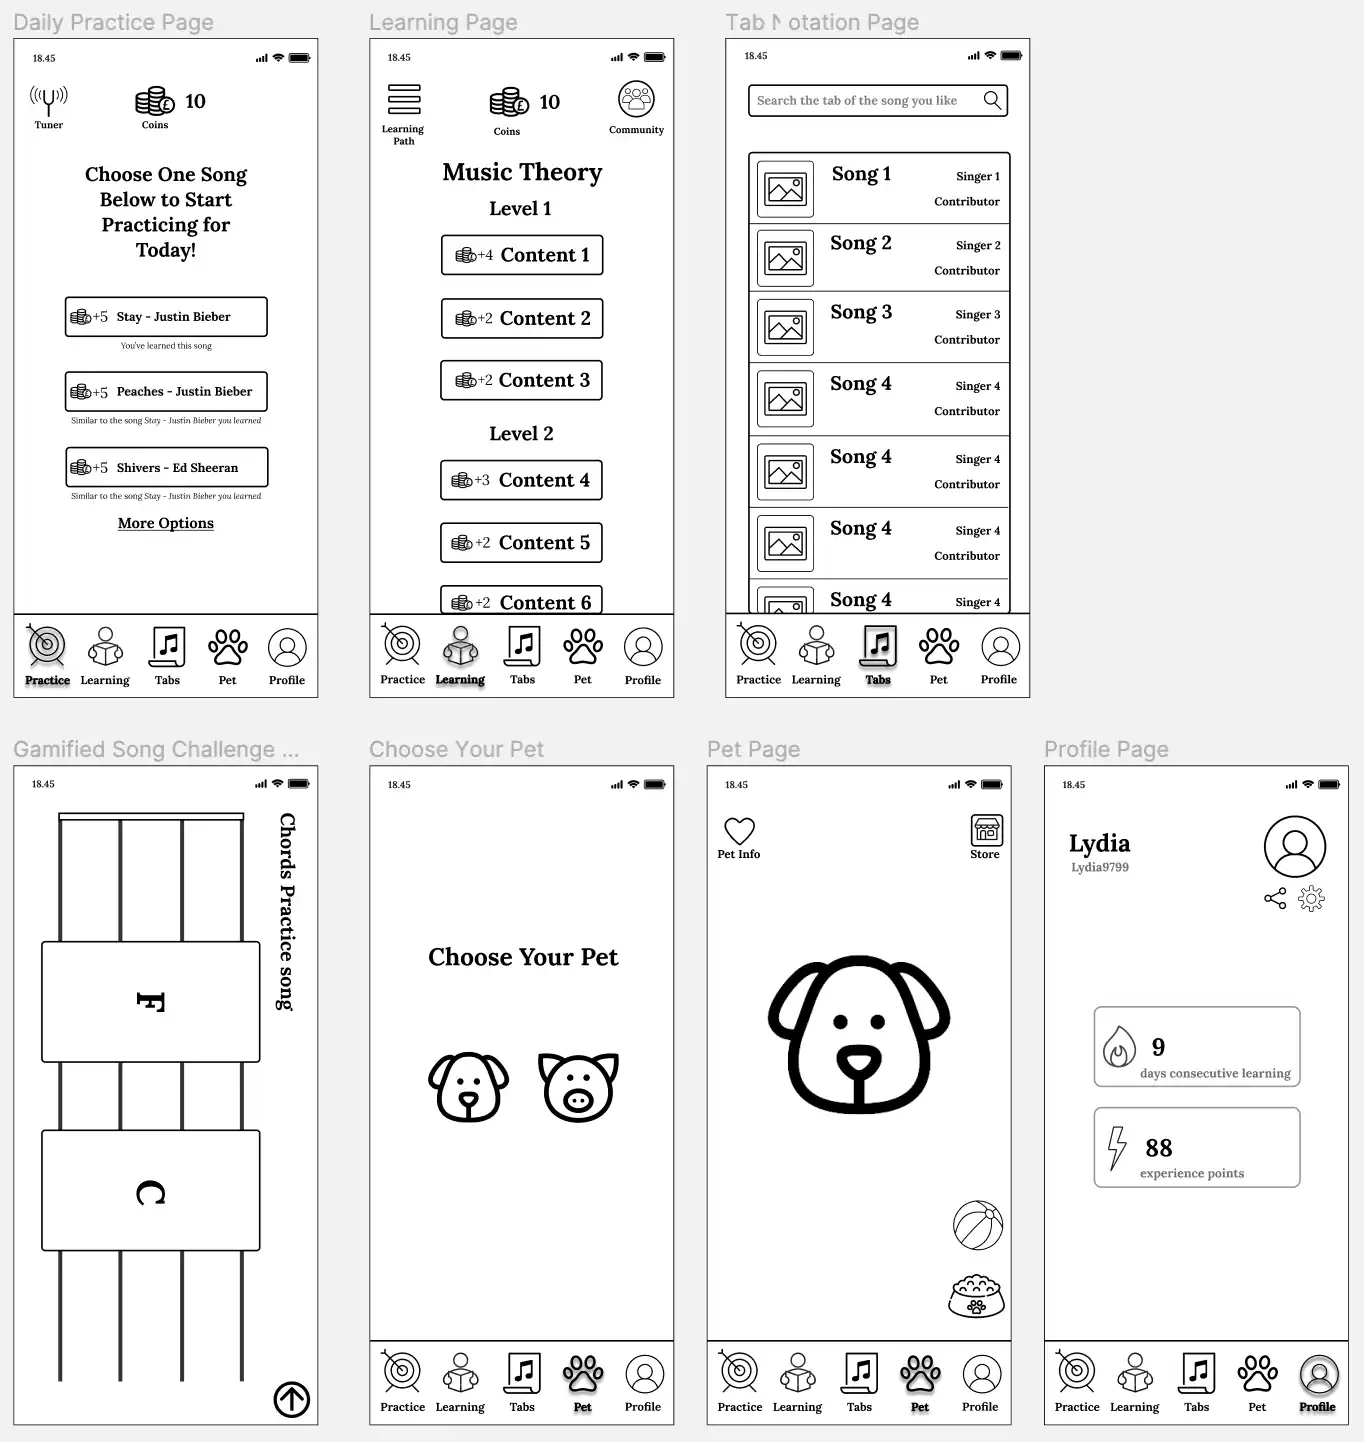 Daily Practice Page
18.45
10
Tuner
Coins
Choose One Song
Below to Start
Practicing for
Today!
+5 Stay - Justin Bieber
You've learned this song
+5 Peaches - Justin Bieber
Similar to the song Stay - Justin Bieber you learned
+5 Shivers - Ed Sheeran
Similar to the song Stay - Justin Bieber you learned
More Options
Practice Learning Tabs Pet Profile
Learning Page
18.45
10
Learning
Path
Coins
Community
Music Theory
Level 1
+4 Content 1
+2 Content 2
+2 Content 3
Level 2
+3 Content 4
+2 Content 5
+2 Content 6
Practice Learning Tabs Pet Profile
Tab Notation Page
18.45
Search the tab of the song you like
Song 1 Singer 1
Contributor
Song 2 Singer 2
Contributor
Song 3 Singer 3
Contributor
Song 4 Singer 4
Contributor
Song 4 Singer 4
Contributor
Song 4 Singer 4
Contributor
Song 4 Singer 4
Practice Learning Tabs Pet Profile
Gamified Song Challenge ...
18.45
Chords Practice song
F
C
Choose Your Pet
18.45
Choose Your Pet
Practice Learning Tabs Pet Profile
Pet Page
18.45
Pet Info
Store
Practice Learning Tabs Pet Profile
Profile Page
18.45
Lydia
Lydia9799
9
days consecutive learning
88
experience points
Practice Learning Tabs Pet Profile